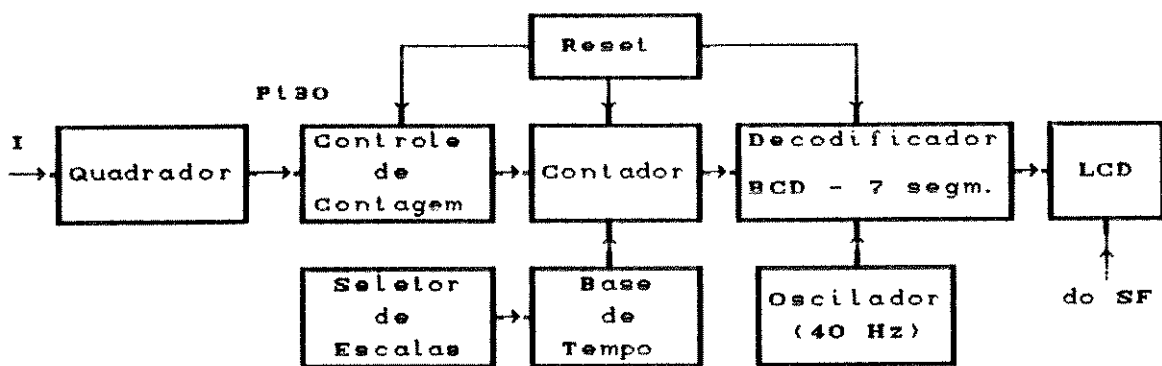 Reset
Pt30
I
Quadrador
Controle
de
Contagem
Contador
Decodificador
BCD - 7 segm.
LCD
Seletor
de
Escalas
Base
de
Tempo
Oscilador
(40 Hz)
do SF